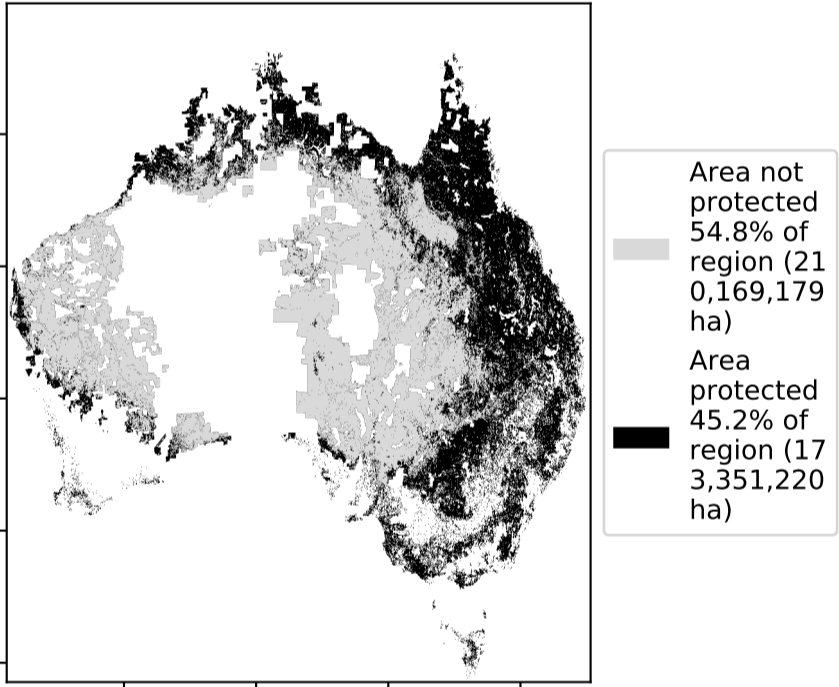 Area not
protected
54.8% of
region (21
0,169,179
ha)
Area
protected
45.2% of
region (17
3,351,220
ha)